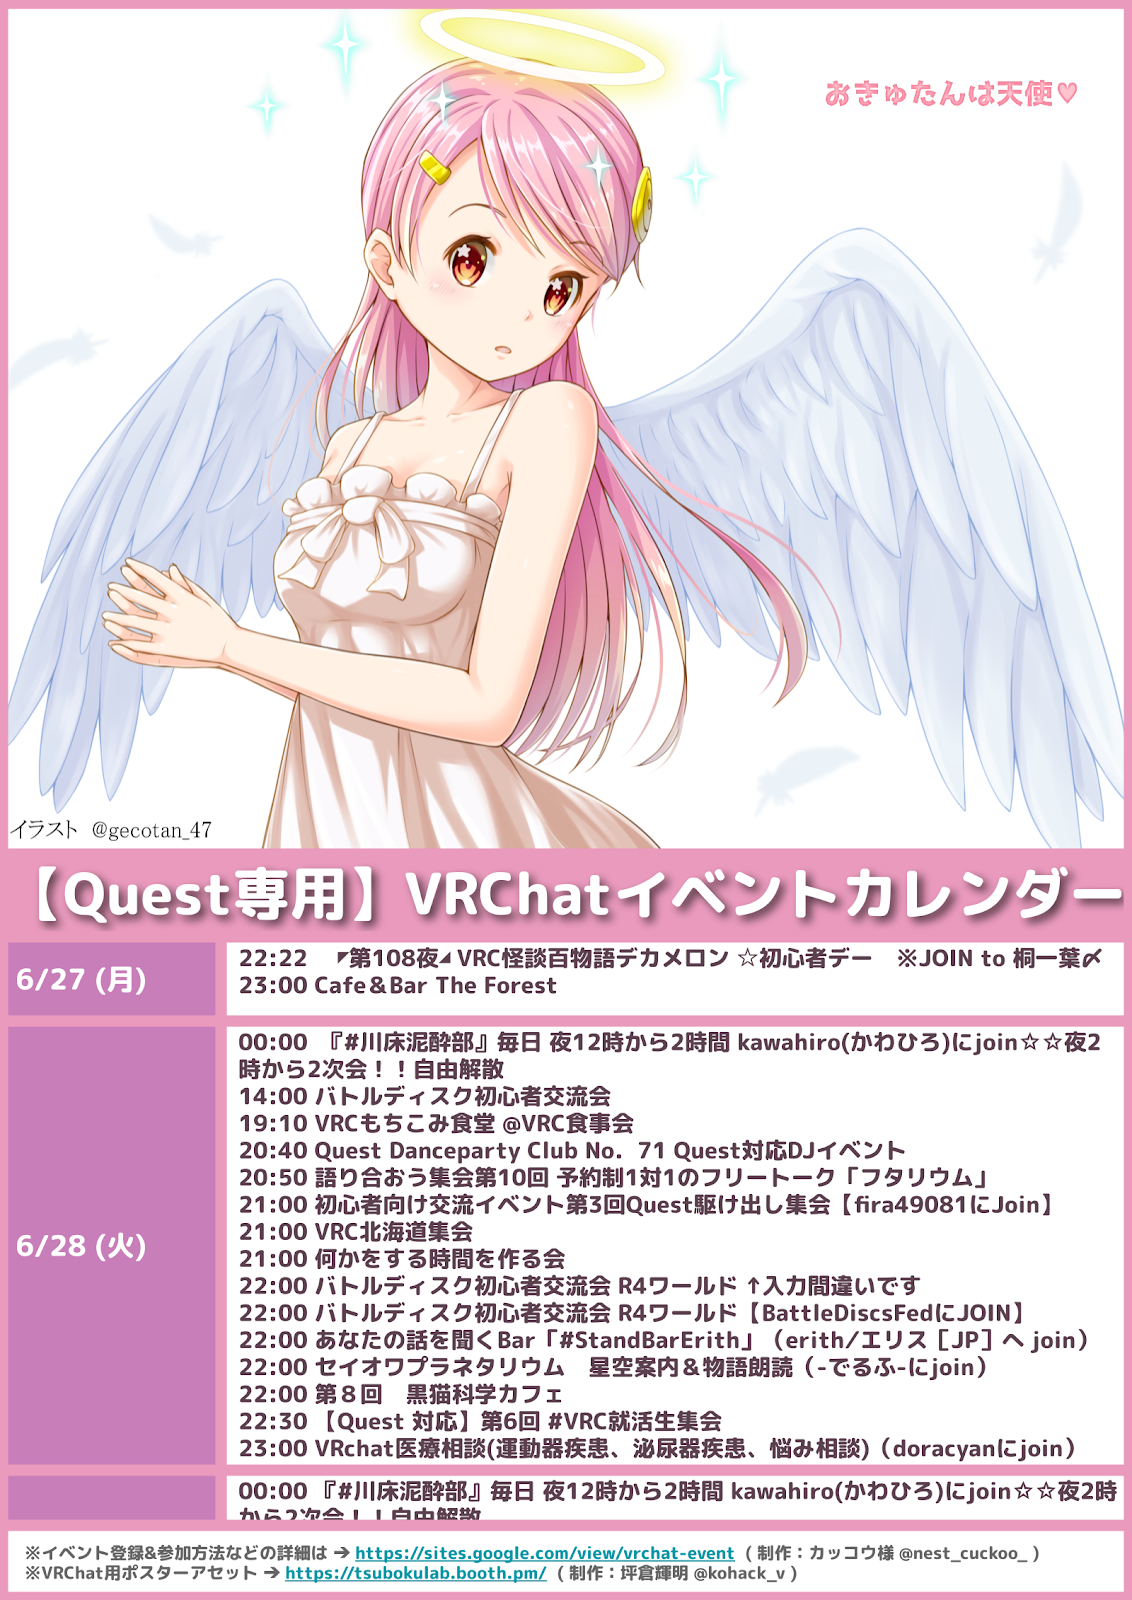 おきゅたんは天使♥
イラスト @gecotan_47
【Quest専用】VRChatイベントカレンダー
6/27 (月)
22:22 ◤第108夜◢ VRC怪談百物語デカメロン ☆初心者デー ※JOIN to 桐一葉〆
23:00 Cafe＆Bar The Forest
6/28 (火)
00:00 『#川床泥酔部』毎日 夜12時から2時間 kawahiro(かわひろ)にjoin☆☆夜2
時から2次会！！自由解散
14:00 バトルディスク初心者交流会
19:10 VRCもちこみ食堂 @VRC食事会
20:40 Quest Danceparty Club No．71 Quest対応DJイベント
20:50 語り合おう集会第10回 予約制1対1のフリートーク「フタリウム」
21:00 初心者向け交流イベント第3回Quest駆け出し集会【fira49081にJoin】
21:00 VRC北海道集会
21:00 何かをする時間を作る会
22:00 バトルディスク初心者交流会 R4ワールド ↑入力間違いです
22:00 バトルディスク初心者交流会 R4ワールド【BattleDiscsFedにJOIN】
22:00 あなたの話を聞くBar「#StandBarErith」（erith/エリス［JP］へ join）
22:00 セイオワプラネタリウム　星空案内＆物語朗読（-でるふ-にjoin）
22:00 第８回　黒猫科学カフェ
22:30 【Quest 対応】第6回 #VRC就活生集会
23:00 VRchat医療相談(運動器疾患、泌尿器疾患、悩み相談)（doracyanにjoin）
00:00 『#川床泥酔部』毎日 夜12時から2時間 kawahiro(かわひろ)にjoin☆☆夜2時
から2次会！！自由解散
※イベント登録&参加方法などの詳細は ➔ https://sites.google.com/view/vrchat-event （ 制作：カッコウ様 @nest_cuckoo_ ）
※VRChat用ポスターアセット ➔ https://tsubokulab.booth.pm/ （ 制作：坪倉輝明 @kohack_v ）